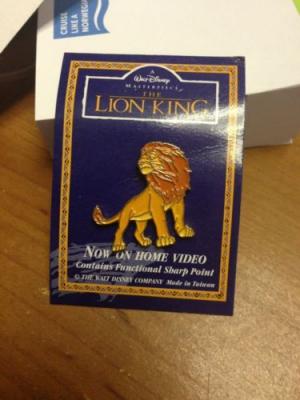 CRUISE
LIKE A
NORWEGIAN
A
WALT DISNEY
MASTERPIECE
THE
LION KING
NOW ON HOME VIDEO
Contains Functional Sharp Point
© THE WALT DISNEY COMPANY Made in Taiwan